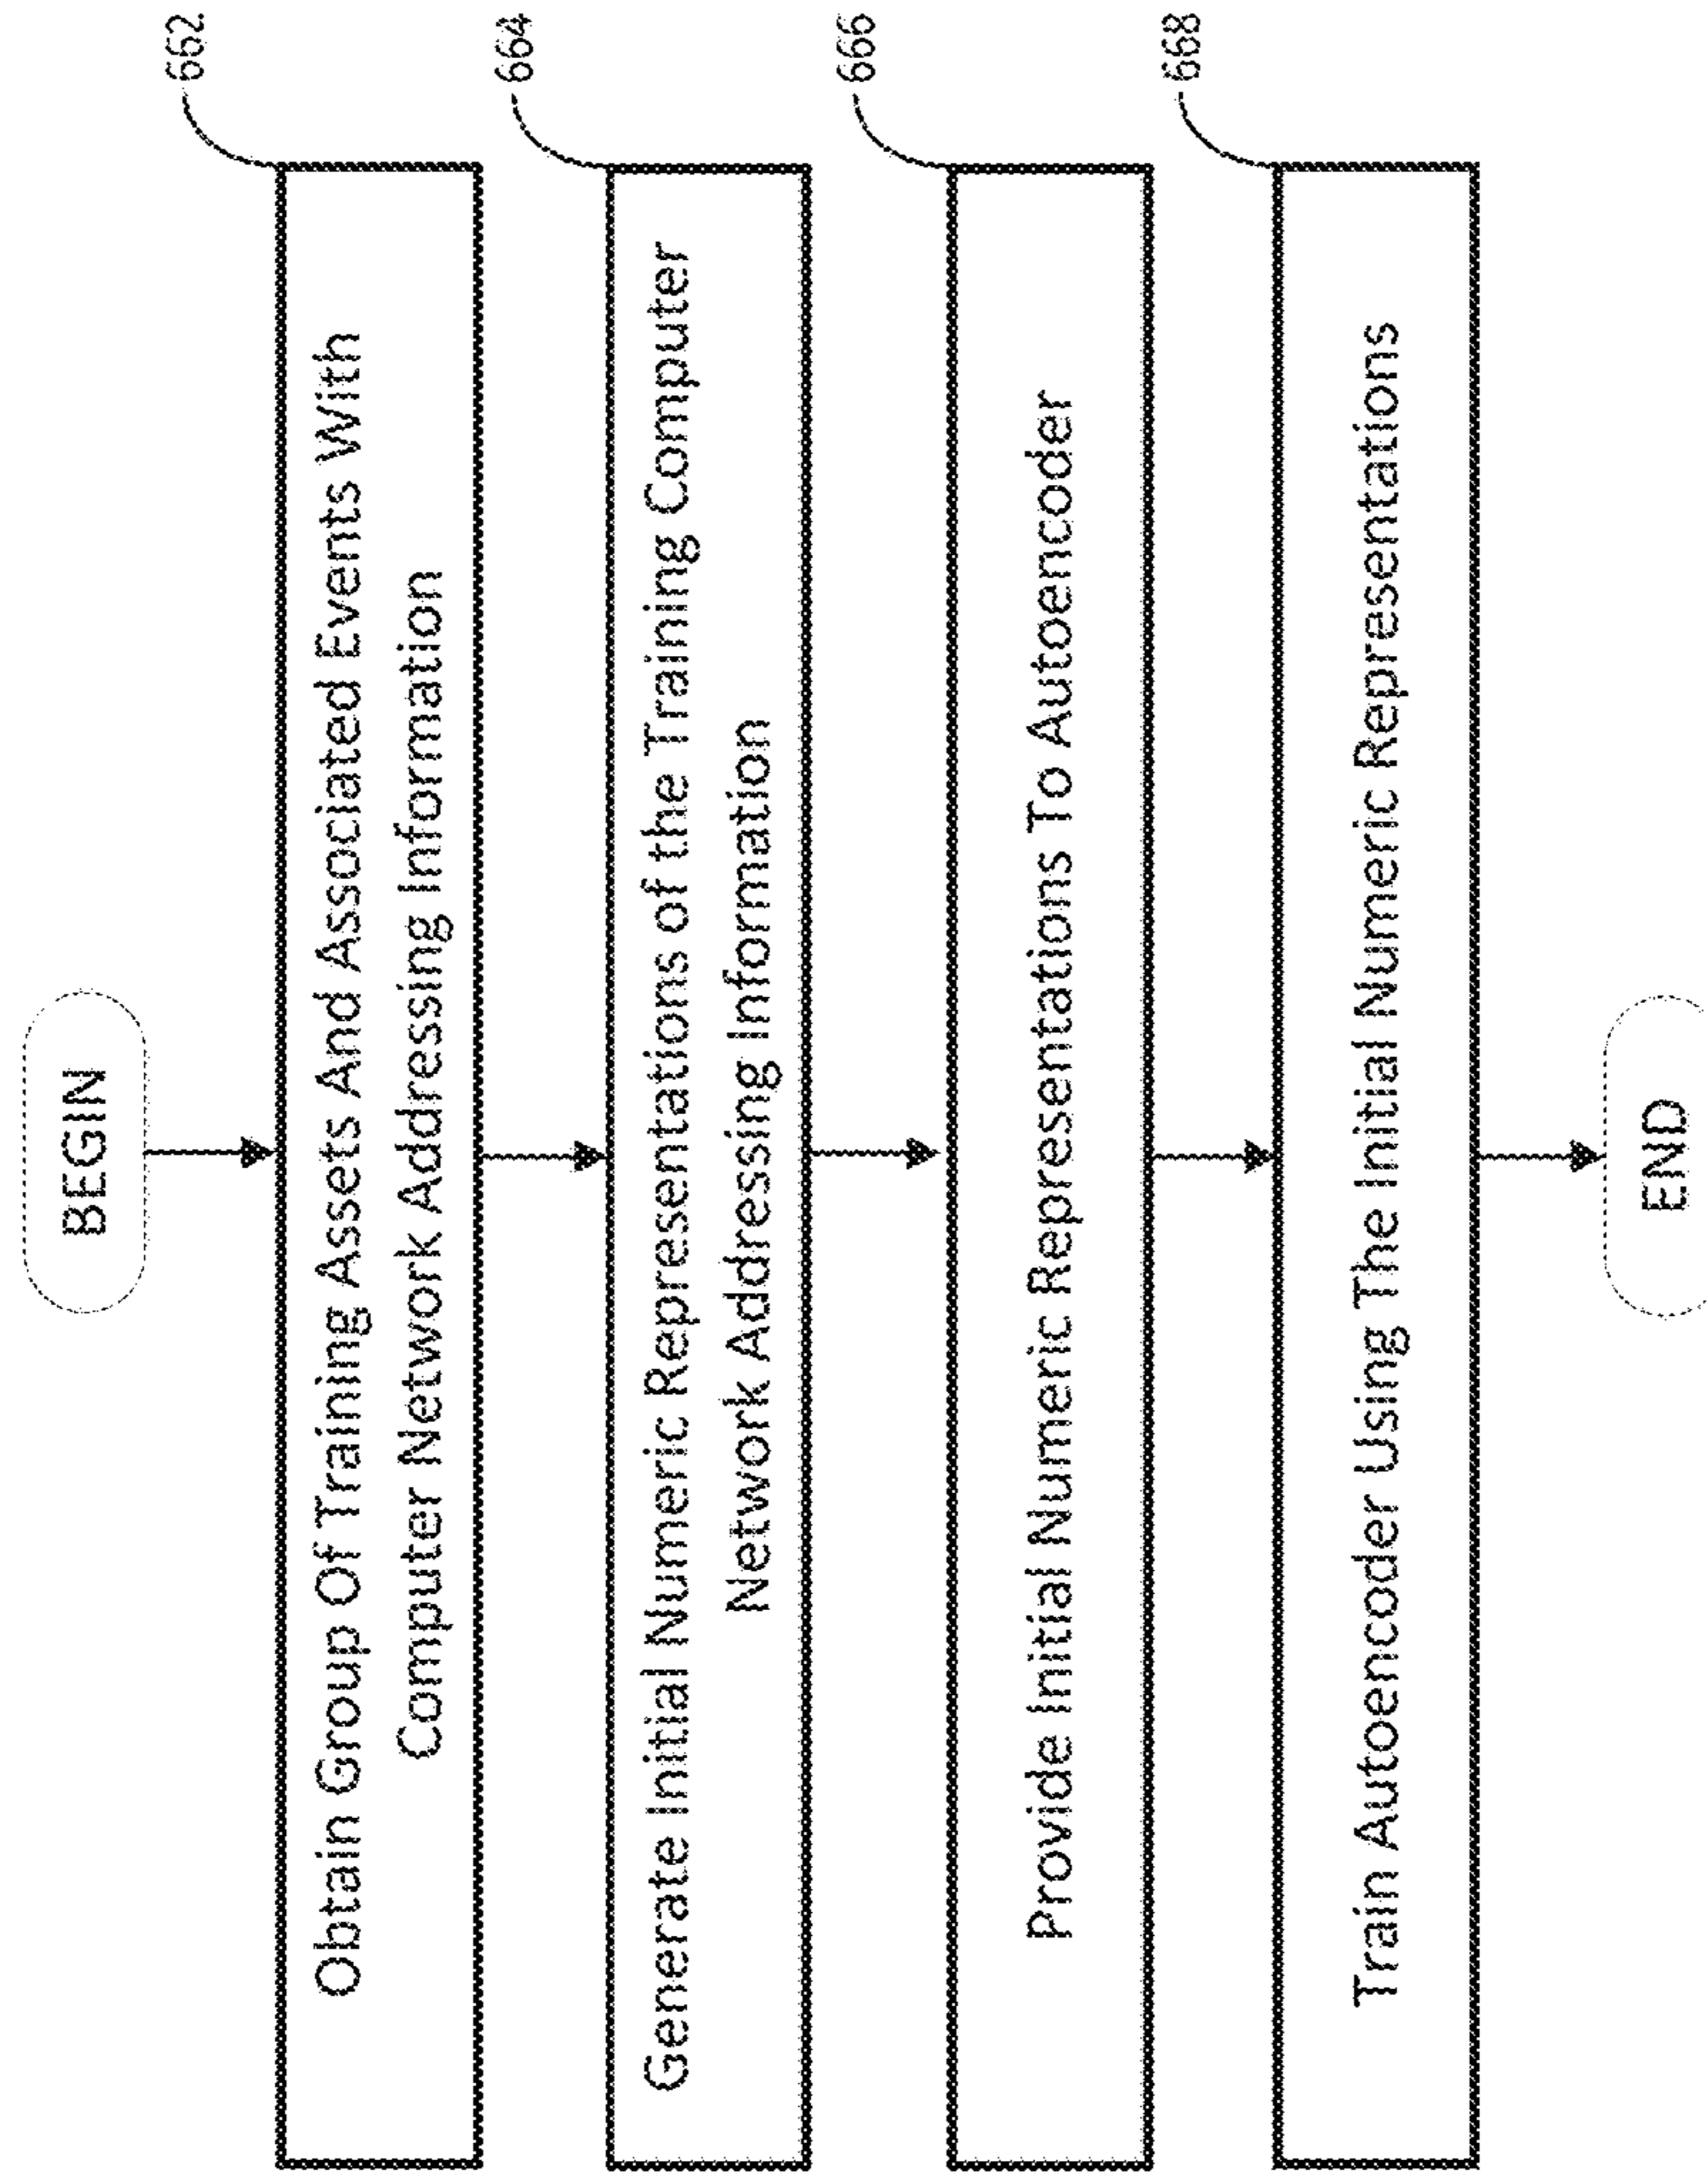 BEGIN
662
Obtain Group Of Training Assets And Associated Events With
Computer Network Addressing Information
664
Generate Initial Numeric Representations of the Training Computer
Network Addressing Information
666
Provide Initial Numeric Representations To Autoencoder
668
Train Autoencoder Using The Initial Numeric Representations
END